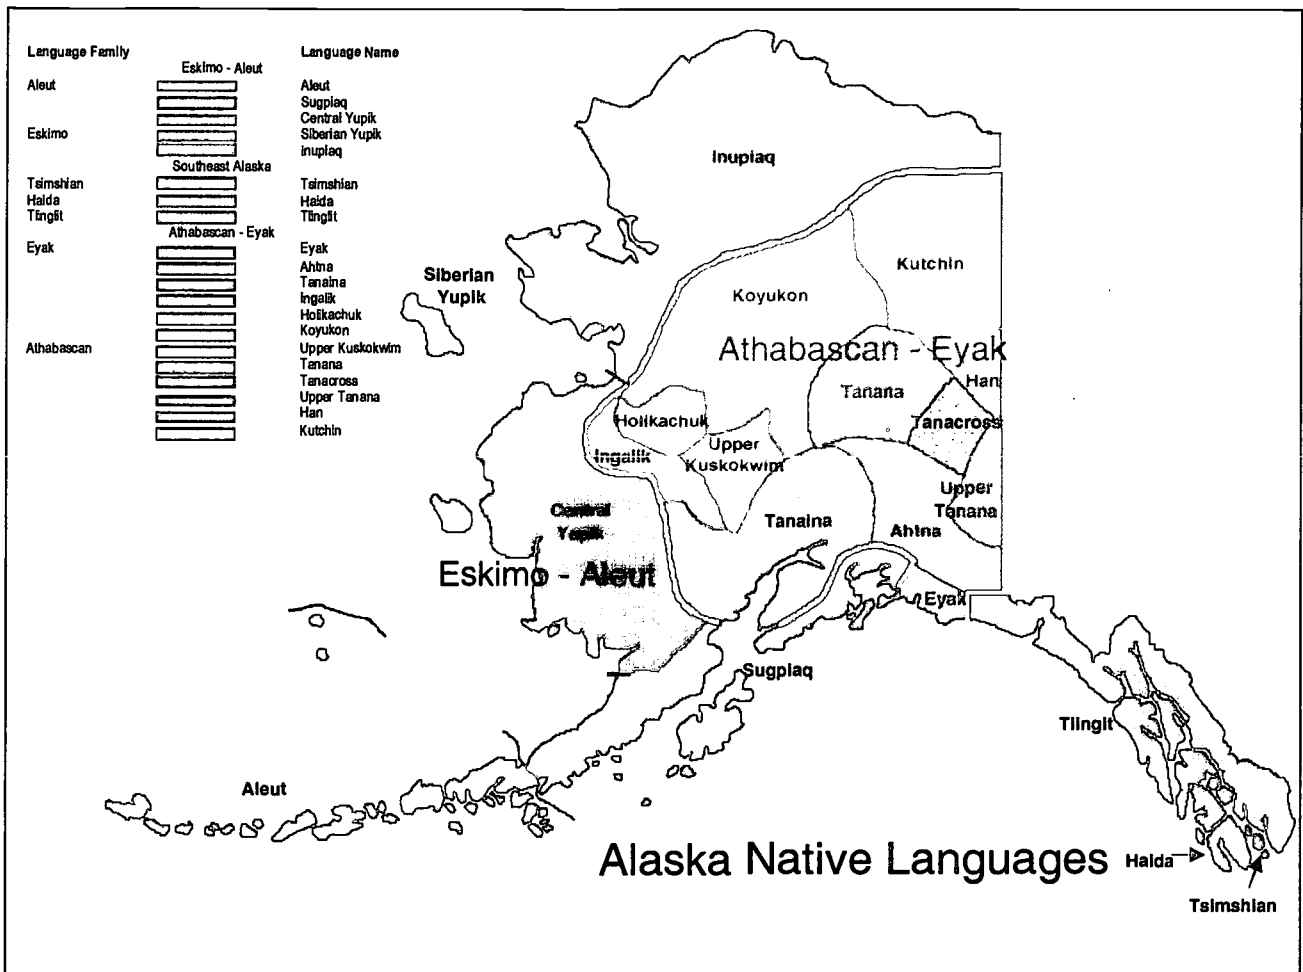 Language Family Language Name
Eskimo - Aleut
Aleut Aleut
Sugpiaq
Central Yupik
Eskimo Siberian Yupik
inupiaq
Southeast Alaska
Tsimshian Tsimshian
Haida Haida
Tlingit Tlingit
Athabascan - Eyak
Eyak Eyak
Ahtna
Tanaina
Ingalik
Holikachuk
Koyukon
Athabascan Upper Kuskokwim
Tanana
Tanacross
Upper Tanana
Han
Kutchin
Inupiaq
Kutchin
Siberian
Yupik
Koyukon
Athabascan - Eyak
Han
Tanana
Tanacross
Holikachuk
Upper
Kuskokwim
Ingalik
Upper
Tanana
Central
Yupik
Tanaina
Ahtna
Eskimo - Aleut
Eyak
Sugpiaq
Tlingit
Aleut
Alaska Native Languages
Haida
Tsimshian